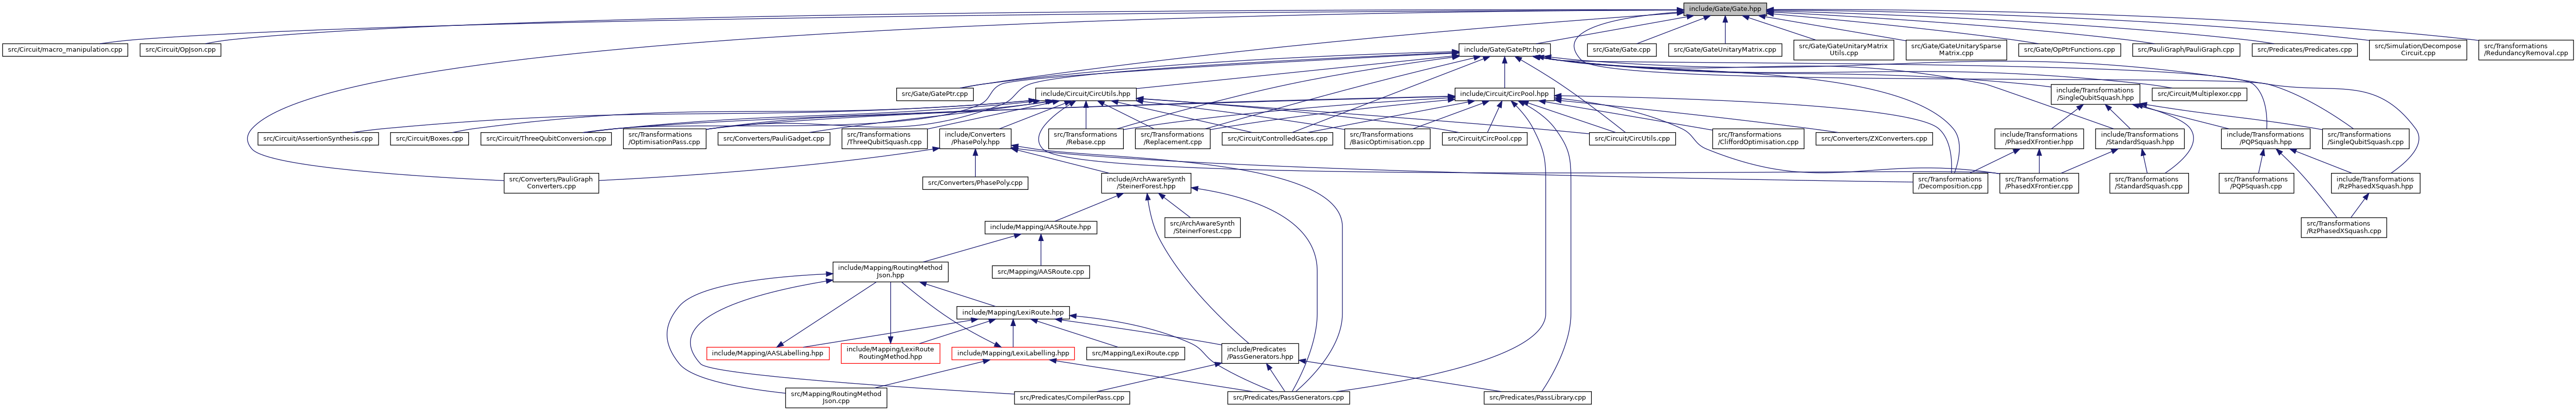 include/Gate/Gate.hpp
src/Circuit/macro_manipulation.cpp
src/Circuit/OpJson.cpp
include/Gate/GatePtr.hpp
src/Gate/Gate.cpp
src/Gate/GateUnitaryMatrix.cpp
src/Gate/GateUnitaryMatrix
Utils.cpp
src/Gate/GateUnitarySparse
Matrix.cpp
src/Gate/OpPtrFunctions.cpp
src/PauliGraph/PauliGraph.cpp
src/Predicates/Predicates.cpp
src/Simulation/Decompose
Circuit.cpp
src/Transformations
/RedundancyRemoval.cpp
src/Gate/GatePtr.cpp
include/Circuit/CircUtils.hpp
include/Circuit/CircPool.hpp
include/Transformations
/SingleQubitSquash.hpp
src/Circuit/Multiplexor.cpp
src/Circuit/AssertionSynthesis.cpp
src/Circuit/Boxes.cpp
src/Circuit/ThreeQubitConversion.cpp
src/Transformations
/OptimisationPass.cpp
src/Converters/PauliGadget.cpp
src/Transformations
/ThreeQubitSquash.cpp
include/Converters
/PhasePoly.hpp
src/Transformations
/Rebase.cpp
src/Transformations
/Replacement.cpp
src/Circuit/ControlledGates.cpp
src/Transformations
/BasicOptimisation.cpp
src/Circuit/CircPool.cpp
src/Circuit/CircUtils.cpp
src/Transformations
/CliffordOptimisation.cpp
src/Converters/ZXConverters.cpp
include/Transformations
/PhasedXFrontier.hpp
include/Transformations
/StandardSquash.hpp
include/Transformations
/PQPSquash.hpp
src/Transformations
/SingleQubitSquash.cpp
src/Converters/PauliGraph
Converters.cpp
src/Converters/PhasePoly.cpp
include/ArchAwareSynth
/SteinerForest.hpp
src/Transformations
/Decomposition.cpp
src/Transformations
/PhasedXFrontier.cpp
src/Transformations
/StandardSquash.cpp
src/Transformations
/PQPSquash.cpp
include/Transformations
/RzPhasedXSquash.hpp
include/Mapping/AASRoute.hpp
src/ArchAwareSynth
/SteinerForest.cpp
src/Transformations
/RzPhasedXSquash.cpp
include/Mapping/RoutingMethod
Json.hpp
src/Mapping/AASRoute.cpp
include/Mapping/LexiRoute.hpp
include/Mapping/AASLabelling.hpp
include/Mapping/LexiRoute
RoutingMethod.hpp
include/Mapping/LexiLabelling.hpp
src/Mapping/LexiRoute.cpp
include/Predicates
/PassGenerators.hpp
src/Mapping/RoutingMethod
Json.cpp
src/Predicates/CompilerPass.cpp
src/Predicates/PassGenerators.cpp
src/Predicates/PassLibrary.cpp